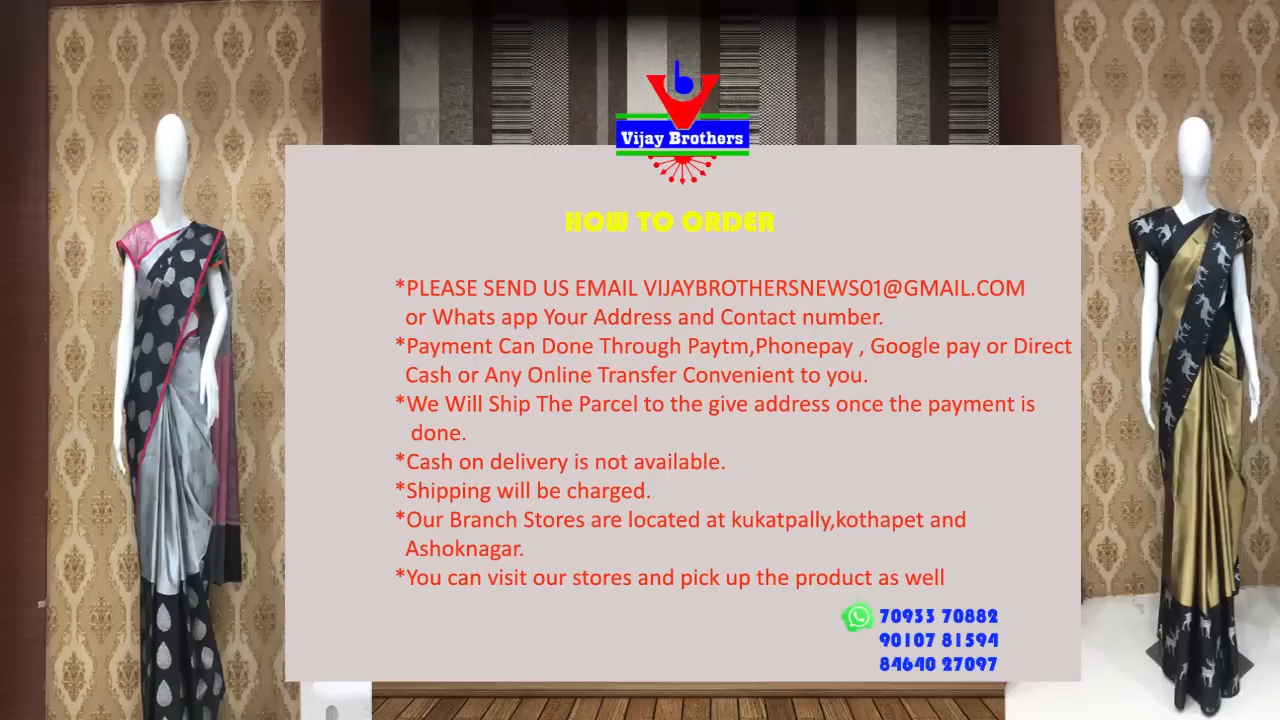 b
Vijay Brothers
HOW TO ORDER
*PLEASE SEND US EMAIL VIJAYBROTHERSNEWS01@GMAIL.COM
or Whats app Your Address and Contact number.
*Payment Can Done Through Paytm,Phonepay , Google pay or Direct
Cash or Any Online Transfer Convenient to you.
*We Will Ship The Parcel to the give address once the payment is
done.
*Cash on delivery is not available.
*Shipping will be charged.
*Our Branch Stores are located at kukatpally,kothapet and
Ashoknagar.
*You can visit our stores and pick up the product as well
70933 70882
90107 81594
84640 27097